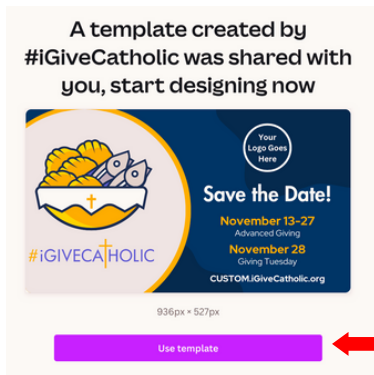 A template created by
#iGiveCatholic was shared with
you, start designing now
#iGIVECATHOLIC
Your
Logo Goes
Here
Save the Date!
November 13-27
Advanced Giving
November 28
Giving Tuesday
CUSTOM.iGiveCatholic.org
936px × 527px
Use template